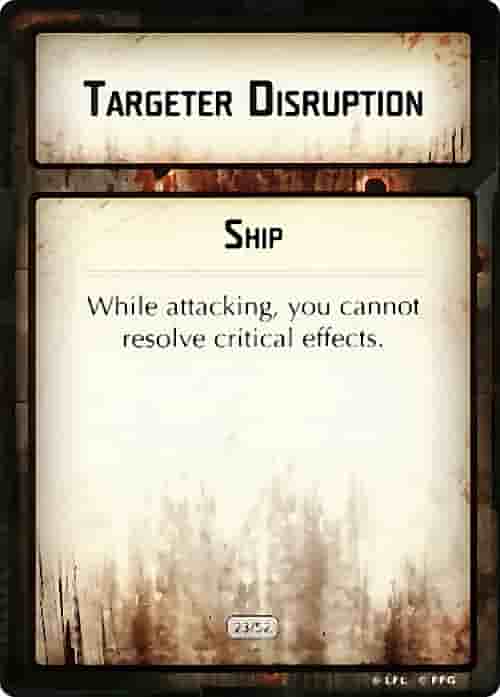 Targeter Disruption
Ship
While attacking, you cannot
resolve critical effects.
23/52
© LFL © FFG